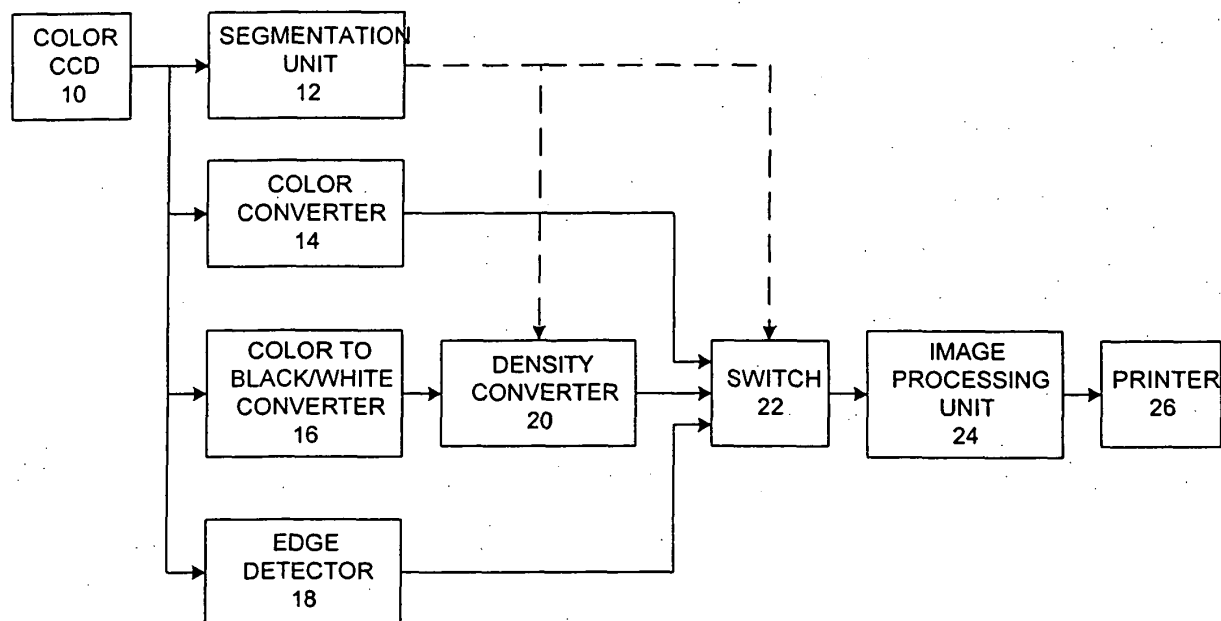 COLOR
CCD
10
SEGMENTATION
UNIT
12
COLOR
CONVERTER
14
COLOR TO
BLACK/WHITE
CONVERTER
16
DENSITY
CONVERTER
20
SWITCH
22
IMAGE
PROCESSING
UNIT
24
PRINTER
26
EDGE
DETECTOR
18